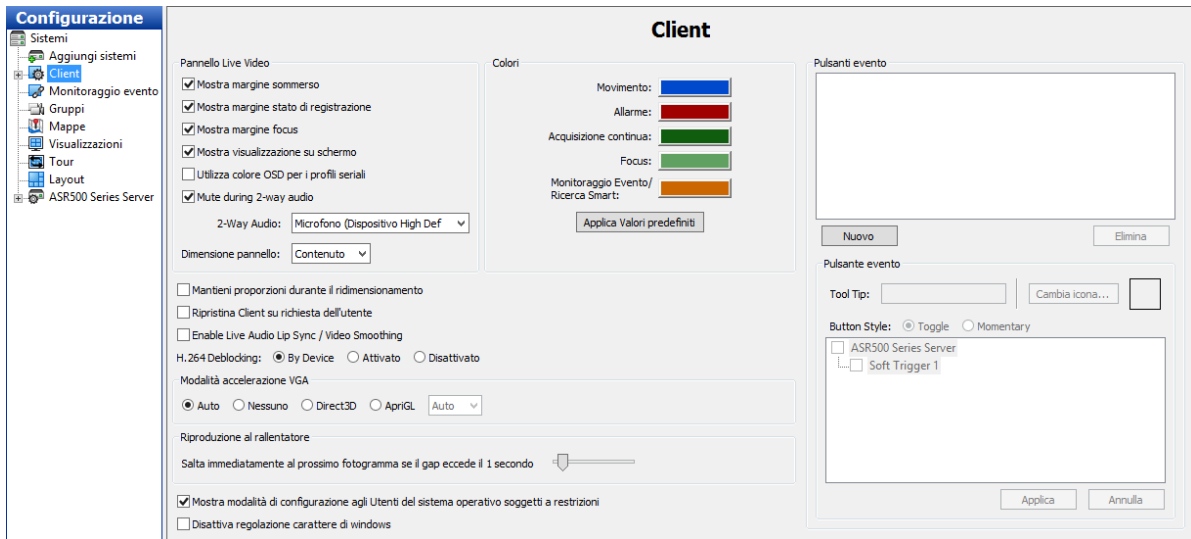 Configurazione
Sistemi
Aggiungi sistemi
Client
Monitoraggio evento
Gruppi
Mappe
Visualizzazioni
Tour
Layout
ASR500 Series Server
Client
Pannello Live Video
Mostra margine sommerso
Mostra margine stato di registrazione
Mostra margine focus
Mostra visualizzazione su schermo
Utilizza colore OSD per i profili seriali
Mute during 2-way audio
2-Way Audio: Microfono (Dispositivo High Def
Dimensione pannello: Contenuto
Colori
Movimento:
Allarme:
Acquisizione continua:
Focus:
Monitoraggio Evento/
Ricerca Smart:
Applica Valori predefiniti
Mantieni proporzioni durante il ridimensionamento
Ripristina Client su richiesta dell'utente
Enable Live Audio Lip Sync / Video Smoothing
H.264 Deblocking: By Device Attivato Disattivato
Modalità accelerazione VGA
Auto Nessuno Direct3D ApriGL Auto
Riproduzione al rallentatore
Salta immediatamente al prossimo fotogramma se il gap eccede il 1 secondo
Mostra modalità di configurazione agli Utenti del sistema operativo soggetti a restrizioni
Disattiva regolazione carattere di windows
Pulsanti evento
Nuovo Elimina
Pulsante evento
Tool Tip: Cambia icona...
Button Style: Toggle Momentary
ASR500 Series Server
Soft Trigger 1
Applica Annulla